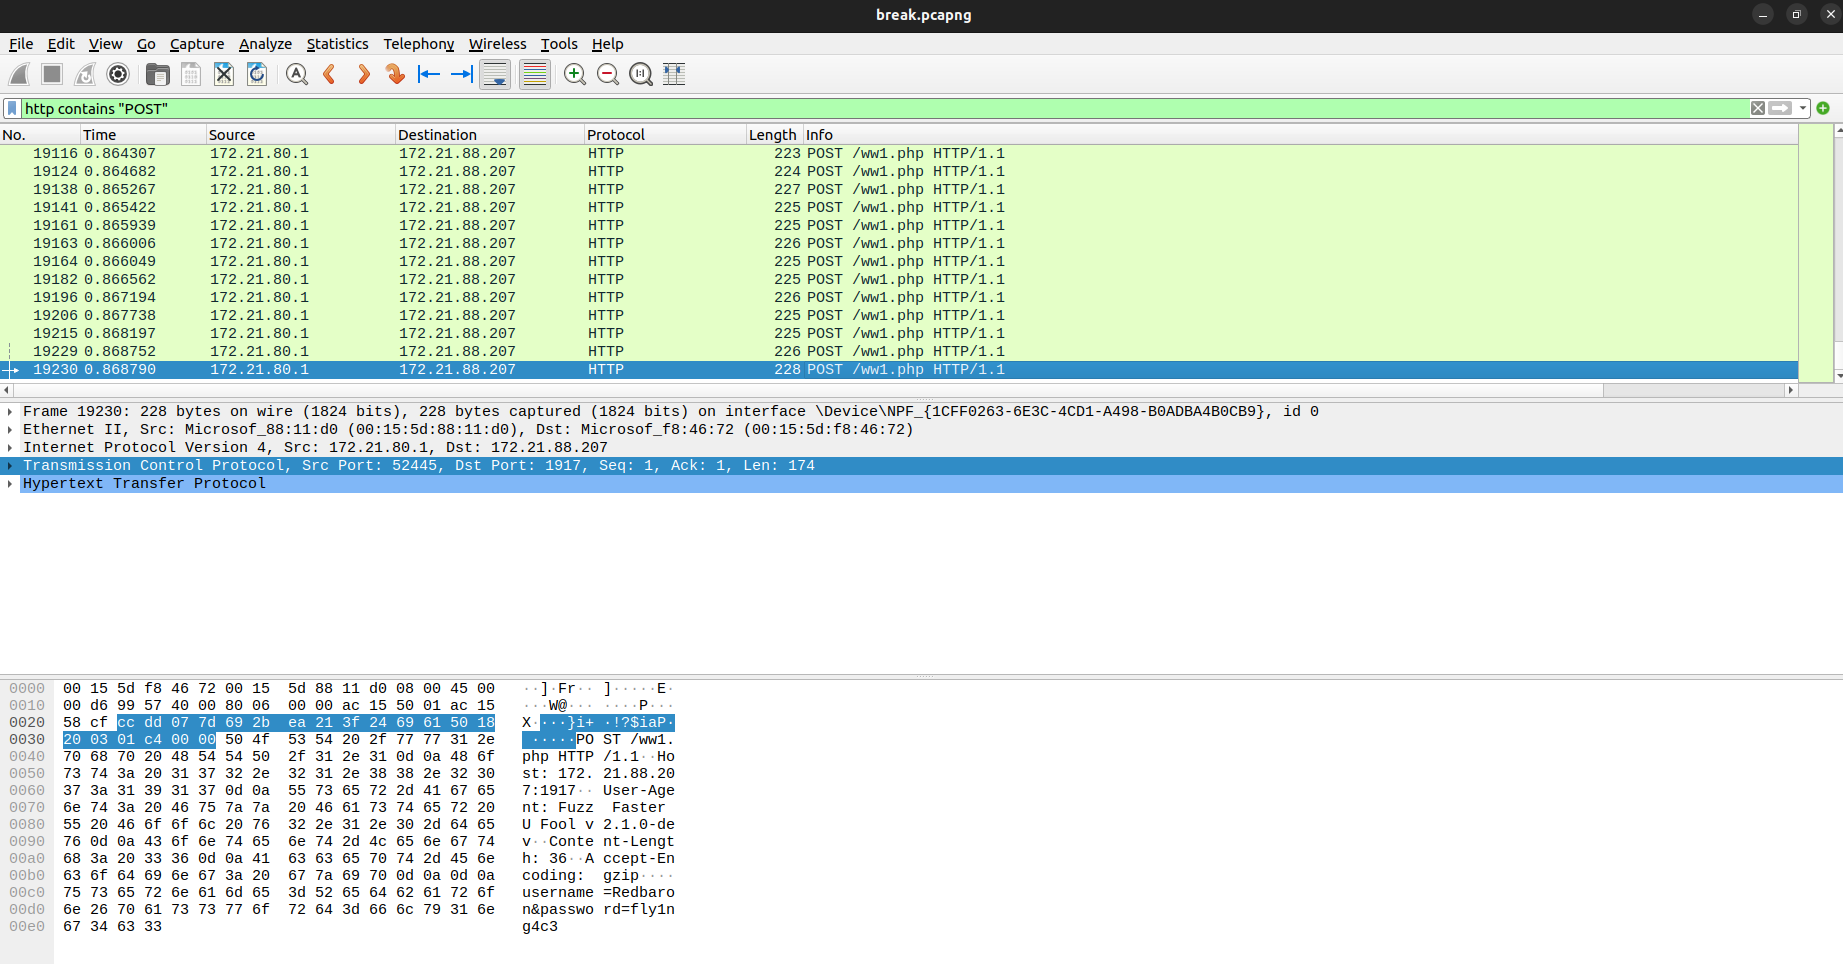 break.pcapng
File Edit View Go Capture Analyze Statistics Telephony Wireless Tools Help
http contains "POST"
No. Time Source Destination Protocol Length Info
19116 0.864307 172.21.80.1 172.21.88.207 HTTP 223 POST /ww1.php HTTP/1.1
19124 0.864682 172.21.80.1 172.21.88.207 HTTP 224 POST /ww1.php HTTP/1.1
19138 0.865267 172.21.80.1 172.21.88.207 HTTP 227 POST /ww1.php HTTP/1.1
19141 0.865422 172.21.80.1 172.21.88.207 HTTP 225 POST /ww1.php HTTP/1.1
19161 0.865939 172.21.80.1 172.21.88.207 HTTP 225 POST /ww1.php HTTP/1.1
19163 0.866006 172.21.80.1 172.21.88.207 HTTP 226 POST /ww1.php HTTP/1.1
19164 0.866049 172.21.80.1 172.21.88.207 HTTP 225 POST /ww1.php HTTP/1.1
19182 0.866562 172.21.80.1 172.21.88.207 HTTP 225 POST /ww1.php HTTP/1.1
19196 0.867194 172.21.80.1 172.21.88.207 HTTP 226 POST /ww1.php HTTP/1.1
19206 0.867738 172.21.80.1 172.21.88.207 HTTP 225 POST /ww1.php HTTP/1.1
19215 0.868197 172.21.80.1 172.21.88.207 HTTP 225 POST /ww1.php HTTP/1.1
19229 0.868752 172.21.80.1 172.21.88.207 HTTP 226 POST /ww1.php HTTP/1.1
19230 0.868790 172.21.80.1 172.21.88.207 HTTP 228 POST /ww1.php HTTP/1.1
Frame 19230: 228 bytes on wire (1824 bits), 228 bytes captured (1824 bits) on interface \Device\NPF_{1CFF0263-6E3C-4CD1-A498-B0ADBA4B0CB9}, id 0
Ethernet II, Src: Microsof_88:11:d0 (00:15:5d:88:11:d0), Dst: Microsof_f8:46:72 (00:15:5d:f8:46:72)
Internet Protocol Version 4, Src: 172.21.80.1, Dst: 172.21.88.207
Transmission Control Protocol, Src Port: 52445, Dst Port: 1917, Seq: 1, Ack: 1, Len: 174
Hypertext Transfer Protocol
0000 00 15 5d f8 46 72 00 15 5d 88 11 d0 08 00 45 00 ··]·Fr·· ]·····E·
0010 00 d6 99 57 40 00 80 06 00 00 ac 15 50 01 ac 15 ···W@··· ····P···
0020 58 cf cc dd 07 7d 69 2b ea 21 3f 24 69 61 50 18 X····}i+ ·!?$iaP·
0030 20 03 01 c4 00 00 50 4f 53 54 20 2f 77 77 31 2e ·····PO ST /ww1.
0040 70 68 70 20 48 54 54 50 2f 31 2e 31 0d 0a 48 6f php HTTP /1.1··Ho
0050 73 74 3a 20 31 37 32 2e 32 31 2e 38 38 2e 32 30 st: 172. 21.88.20
0060 37 3a 31 39 31 37 0d 0a 55 73 65 72 2d 41 67 65 7:1917·· User-Age
0070 6e 74 3a 20 46 75 7a 7a 20 46 61 73 74 65 72 20 nt: Fuzz Faster
0080 55 20 46 6f 6f 6c 20 76 32 2e 31 2e 30 2d 64 65 U Fool v 2.1.0-de
0090 76 0d 0a 43 6f 6e 74 65 6e 74 2d 4c 65 6e 67 74 v··Conte nt-Lengt
00a0 68 3a 20 33 36 0d 0a 41 63 63 65 70 74 2d 45 6e h: 36··A ccept-En
00b0 63 6f 64 69 6e 67 3a 20 67 7a 69 70 0d 0a 0d 0a coding: gzip····
00c0 75 73 65 72 6e 61 6d 65 3d 52 65 64 62 61 72 6f username =Redbaro
00d0 6e 26 70 61 73 73 77 6f 72 64 3d 66 6c 79 31 6e n&passwo rd=fly1n
00e0 67 34 63 33 g4c3